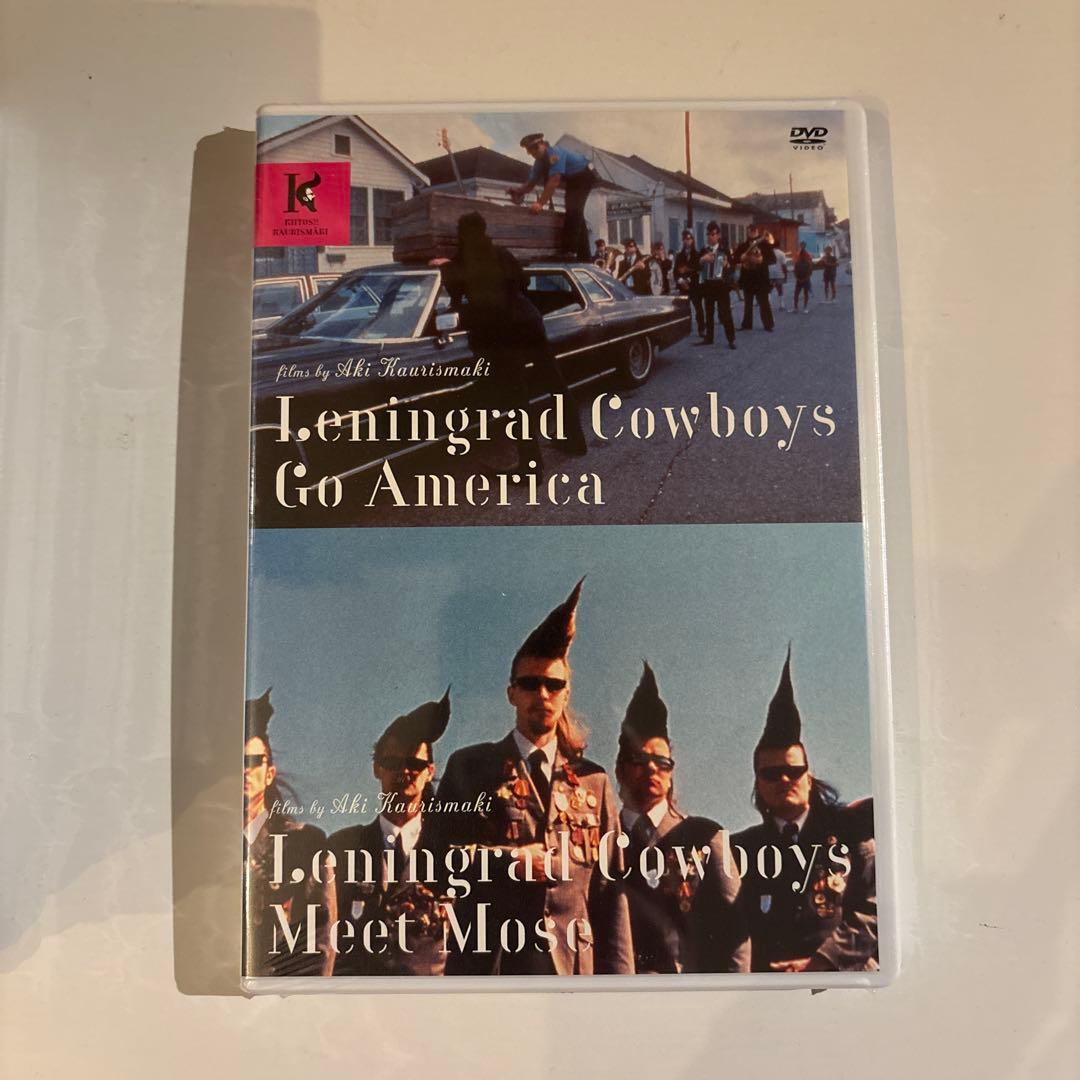 DVD
VIDEO
K
KIITOS!!
KAURISMÄKI
films by Aki Kaurismaki
Leningrad Cowboys
Go America
films by Aki Kaurismaki
Leningrad Cowboys
Meet Mose